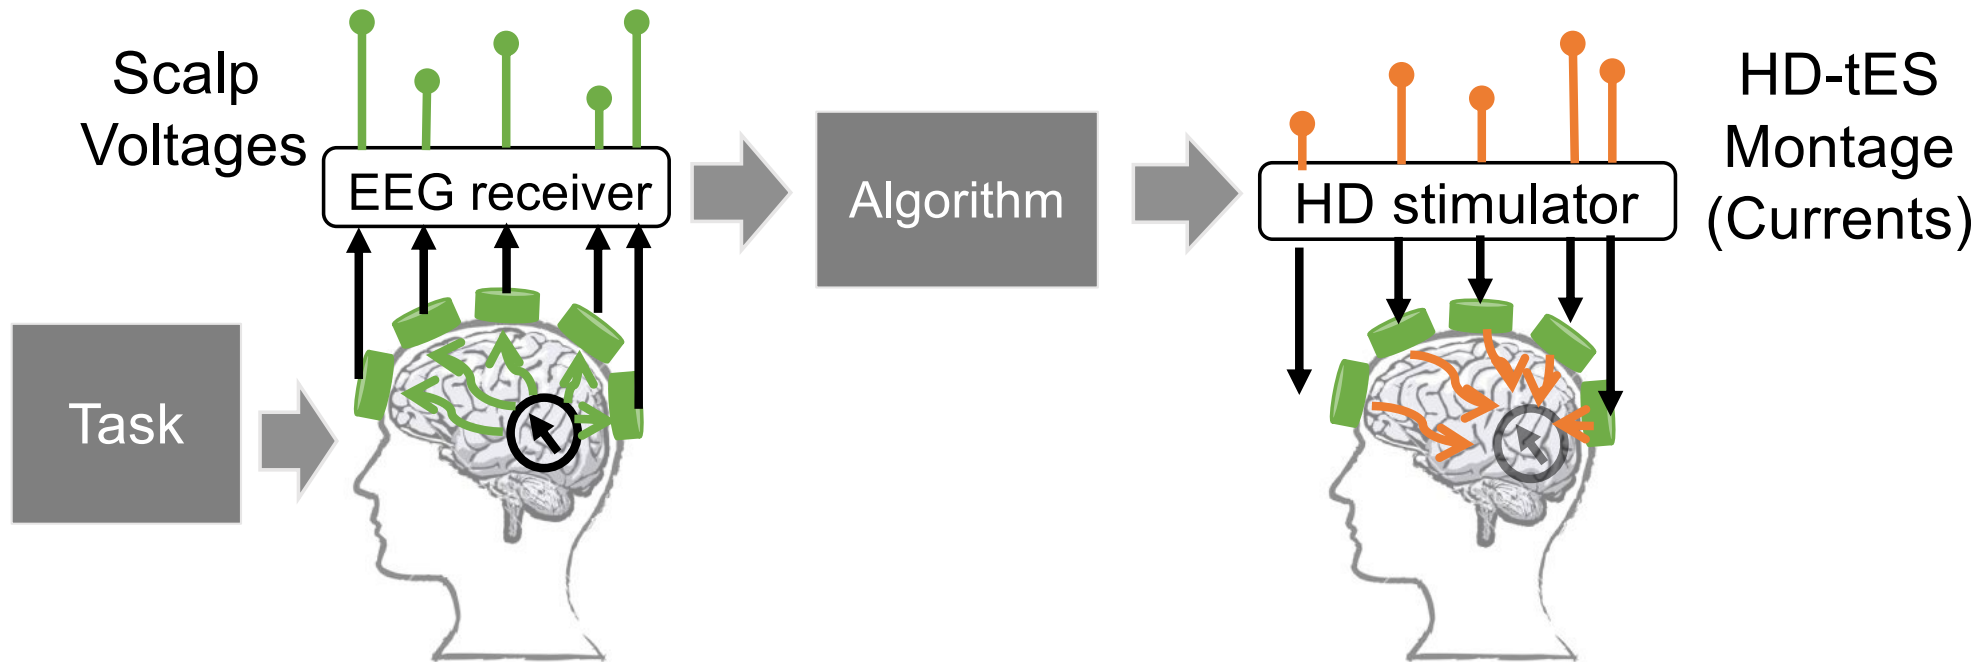 Scalp
Voltages
EEG receiver
Task
Algorithm
HD stimulator
HD-tES
Montage
(Currents)